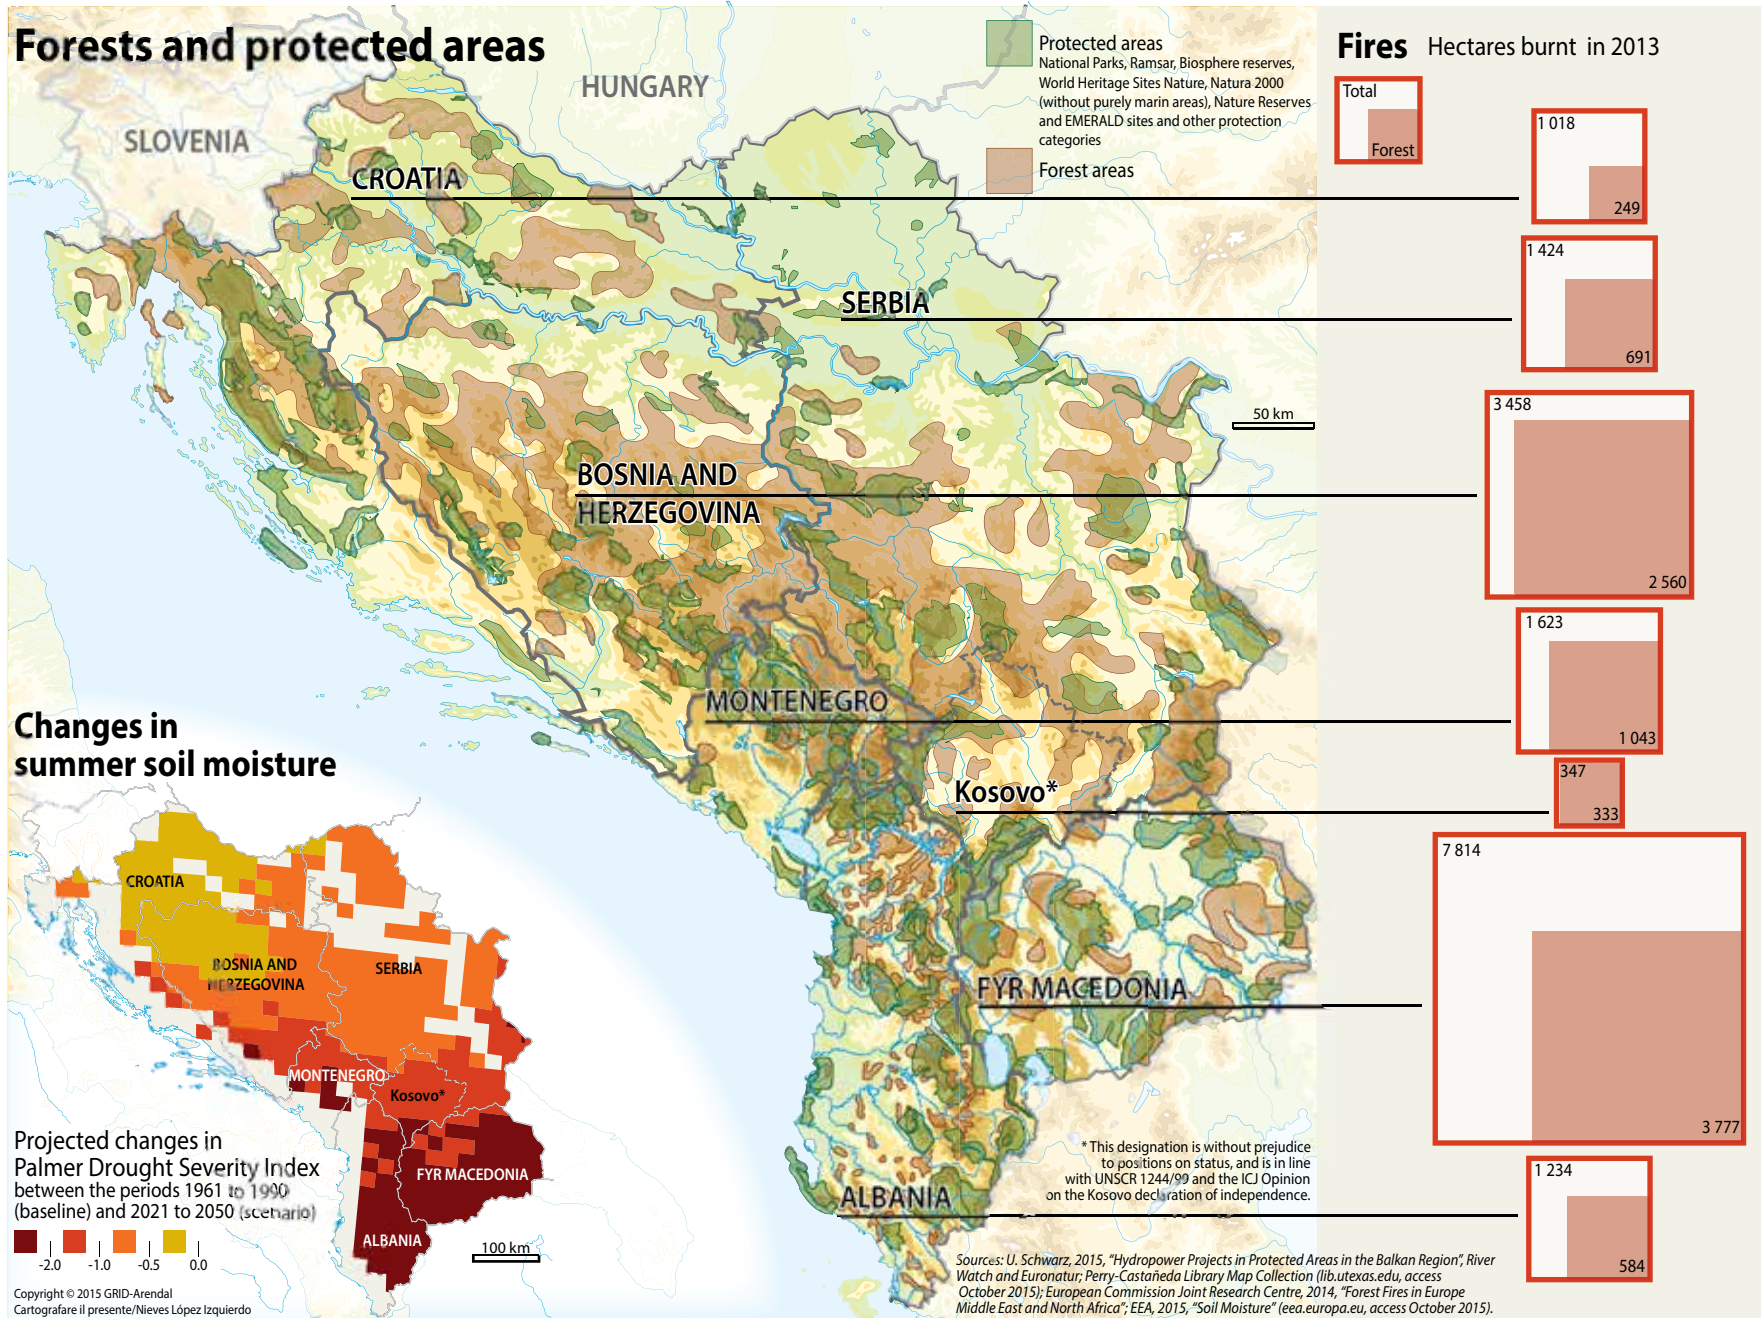 Forests and protected areas
HUNGARY
SLOVENIA
CROATIA
SERBIA
BOSNIA AND
HERZEGOVINA
MONTENEGRO
Kosovo*
FYR MACEDONIA
ALBANIA
Protected areas
National Parks, Ramsar, Biosphere reserves,
World Heritage Sites Nature, Natura 2000
(without purely marin areas), Nature Reserves
and EMERALD sites and other protection
categories
Forest areas
50 km
Fires Hectares burnt in 2013
Total
Forest
1 018
249
1 424
691
3 458
2 560
1 623
1 043
347
333
7 814
3 777
1 234
584
Changes in
summer soil moisture
CROATIA
BOSNIA AND
HERZEGOVINA
SERBIA
MONTENEGRO
Kosovo*
FYR MACEDONIA
ALBANIA
Projected changes in
Palmer Drought Severity Index
between the periods 1961 to 1990
(baseline) and 2021 to 2050 (scenario)
-2.0 -1.0 -0.5 0.0
100 km
Copyright © 2015 GRID-Arendal
Cartografare il presente/Nieves López Izquierdo
* This designation is without prejudice
to positions on status, and is in line
with UNSCR 1244/99 and the ICJ Opinion
on the Kosovo declaration of independence.
Sources: U. Schwarz, 2015, “Hydropower Projects in Protected Areas in the Balkan Region”, River
Watch and Euronatur; Perry-Castañeda Library Map Collection (lib.utexas.edu, access
October 2015); European Commission Joint Research Centre, 2014, “Forest Fires in Europe
Middle East and North Africa”; EEA, 2015, “Soil Moisture” (eea.europa.eu, access October 2015).